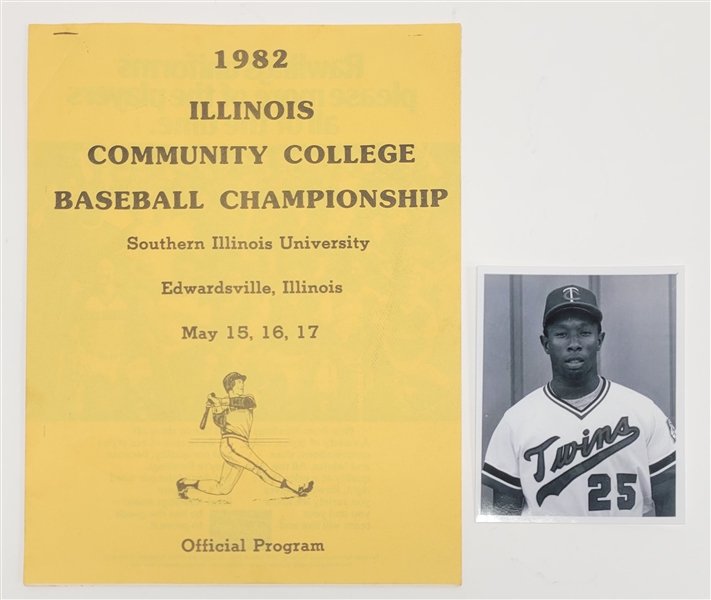 1982
ILLINOIS
COMMUNITY COLLEGE
BASEBALL CHAMPIONSHIP
Southern Illinois University
Edwardsville, Illinois
May 15, 16, 17
Official Program
TC
Twins
25